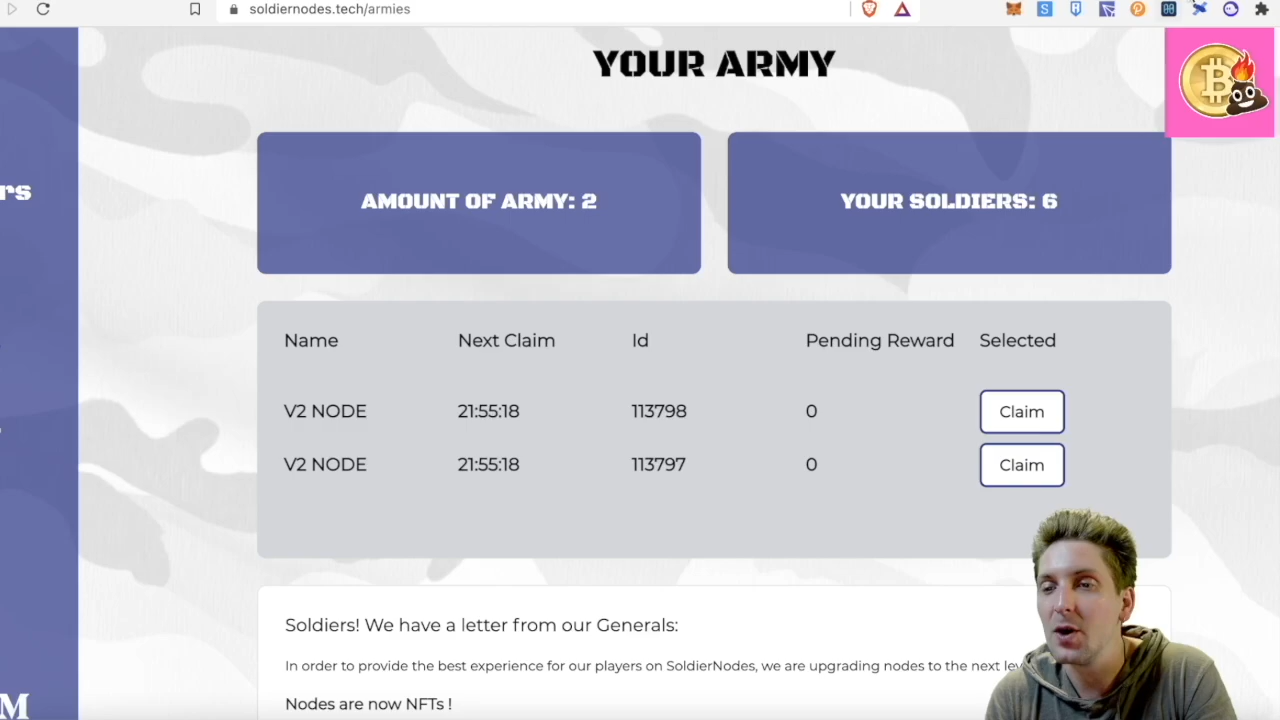 soldiernodes.tech/armies
YOUR ARMY
rs
AMOUNT OF ARMY: 2
YOUR SOLDIERS: 6
Name Next Claim Id Pending Reward Selected
V2 NODE 21:55:18 113798 0 Claim
V2 NODE 21:55:18 113797 0 Claim
Soldiers! We have a letter from our Generals:
In order to provide the best experience for our players on SoldierNodes, we are upgrading nodes to the next lev
Nodes are now NFTs !
M